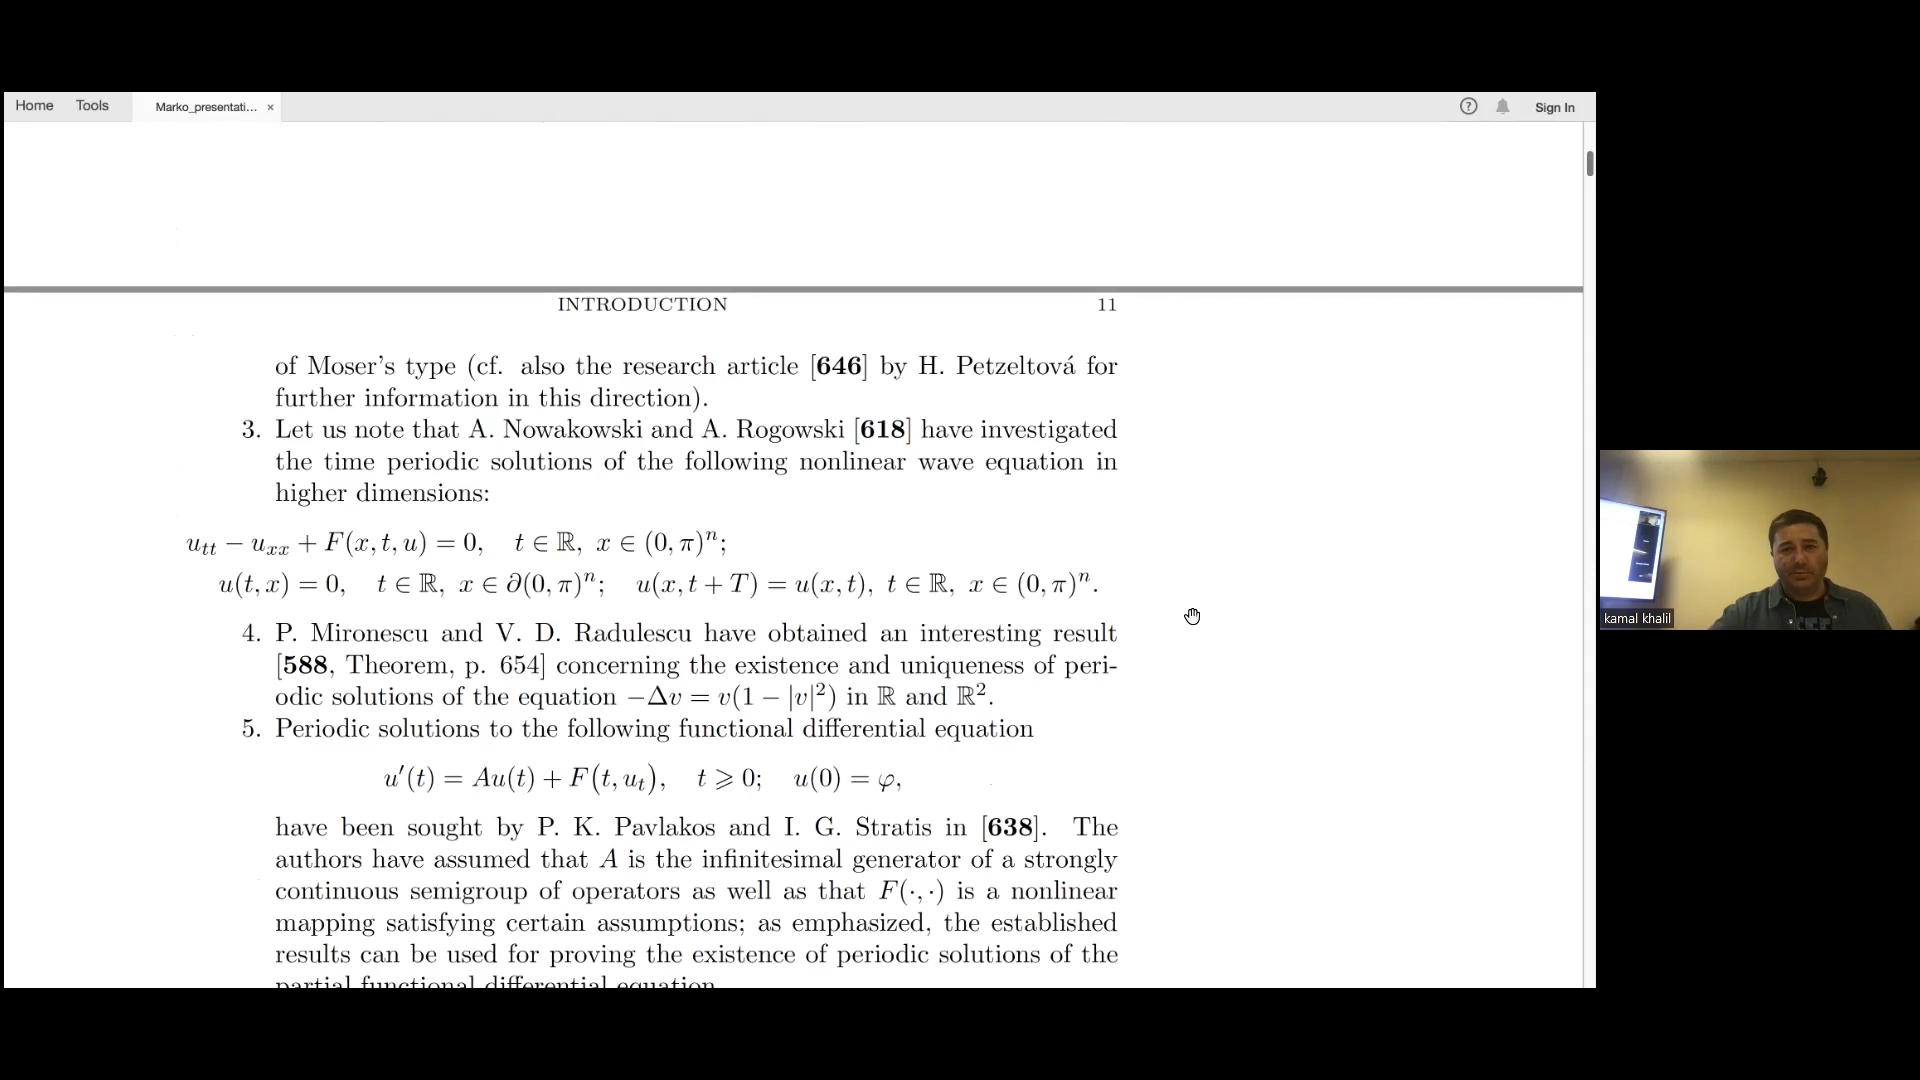 Home Tools Marko_presentati... × ? Sign In
INTRODUCTION 11
of Moser's type (cf. also the research article [646] by H. Petzeltová for
further information in this direction).
3. Let us note that A. Nowakowski and A. Rogowski [618] have investigated
the time periodic solutions of the following nonlinear wave equation in
higher dimensions:
u_{tt} − u_{xx} + F(x, t, u) = 0, t ∈ ℝ, x ∈ (0, π)^n;
u(t, x) = 0, t ∈ ℝ, x ∈ ∂(0, π)^n; u(x, t + T) = u(x, t), t ∈ ℝ, x ∈ (0, π)^n.
4. P. Mironescu and V. D. Radulescu have obtained an interesting result
[588, Theorem, p. 654] concerning the existence and uniqueness of peri-
odic solutions of the equation −Δv = v(1 − |v|²) in ℝ and ℝ².
5. Periodic solutions to the following functional differential equation
u′(t) = Au(t) + F(t, u_t), t ⩾ 0; u(0) = φ,
have been sought by P. K. Pavlakos and I. G. Stratis in [638]. The
authors have assumed that A is the infinitesimal generator of a strongly
continuous semigroup of operators as well as that F(·, ·) is a nonlinear
mapping satisfying certain assumptions; as emphasized, the established
results can be used for proving the existence of periodic solutions of the
partial functional differential equation
kamal khalil